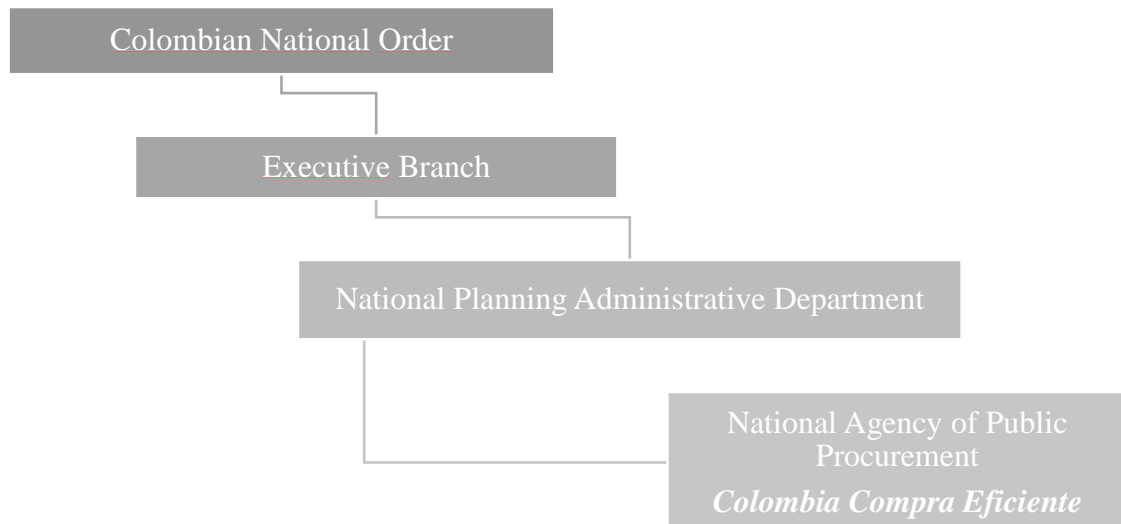 Colombian National Order
Executive Branch
National Planning Administrative Department
National Agency of Public
Procurement
Colombia Compra Eficiente